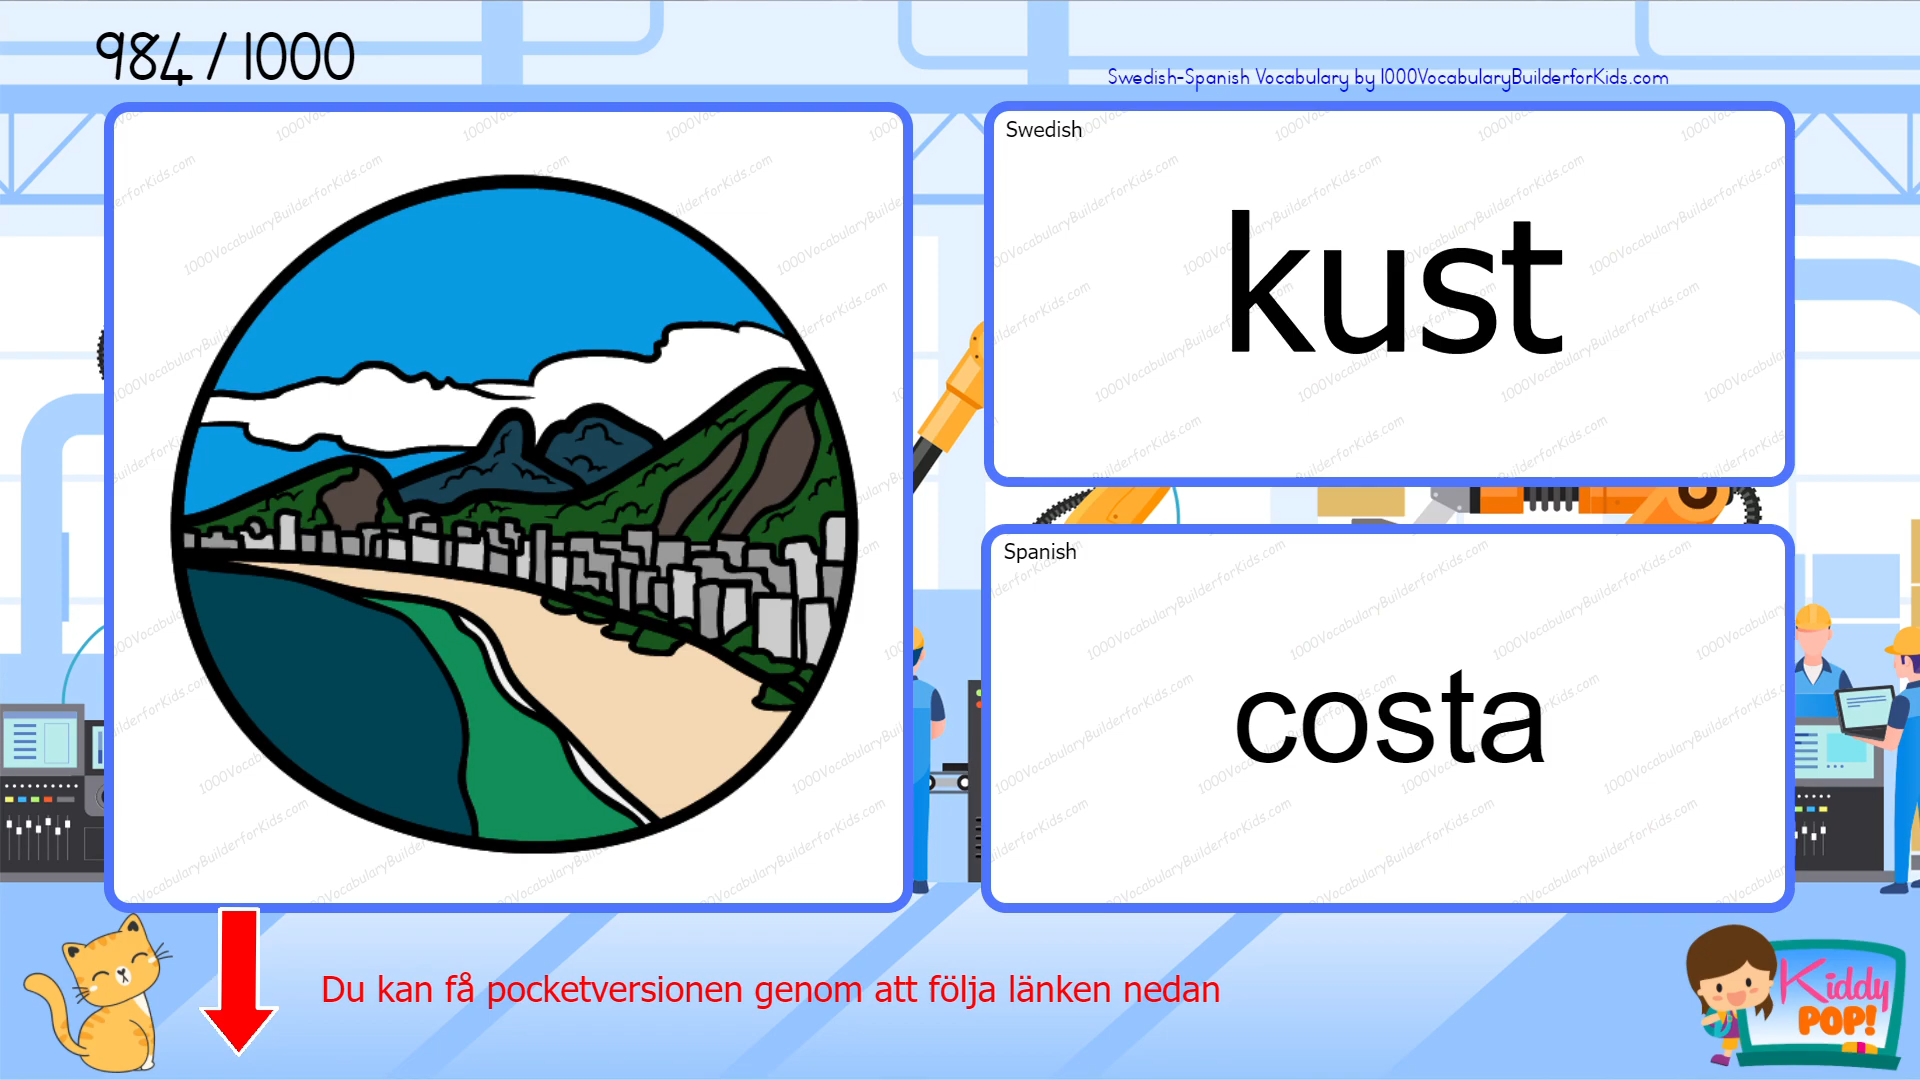 984 / 1000
Swedish-Spanish Vocabulary by 1000VocabularyBuilderforKids.com
Swedish
kust
Spanish
costa
Du kan få pocketversionen genom att följa länken nedan
Kiddy
POP!